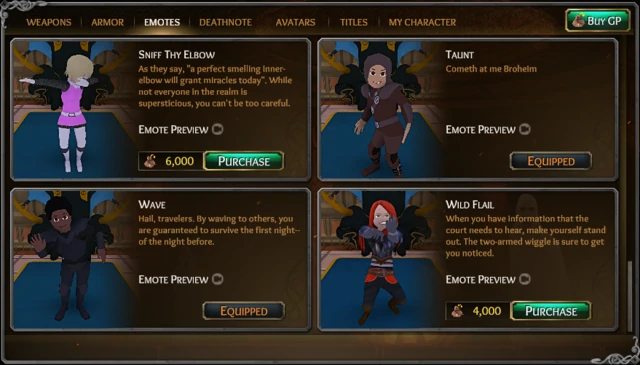 WEAPONS ARMOR EMOTES DEATHNOTE AVATARS TITLES MY CHARACTER BUY GP
SNIFF THY ELBOW
As they say, "a perfect smelling inner-
elbow will grant miracles today". While
not everyone in the realm is
supersticious, you can't be too careful.
EMOTE PREVIEW
6,000 PURCHASE
TAUNT
Cometh at me Broheim
EMOTE PREVIEW
EQUIPPED
WAVE
Hail, travelers. By waving to others, you
are guaranteed to survive the first night--
of the night before.
EMOTE PREVIEW
EQUIPPED
WILD FLAIL
When you have information that the
court needs to hear, make yourself stand
out. The two-armed wiggle is sure to get
you noticed.
EMOTE PREVIEW
4,000 PURCHASE